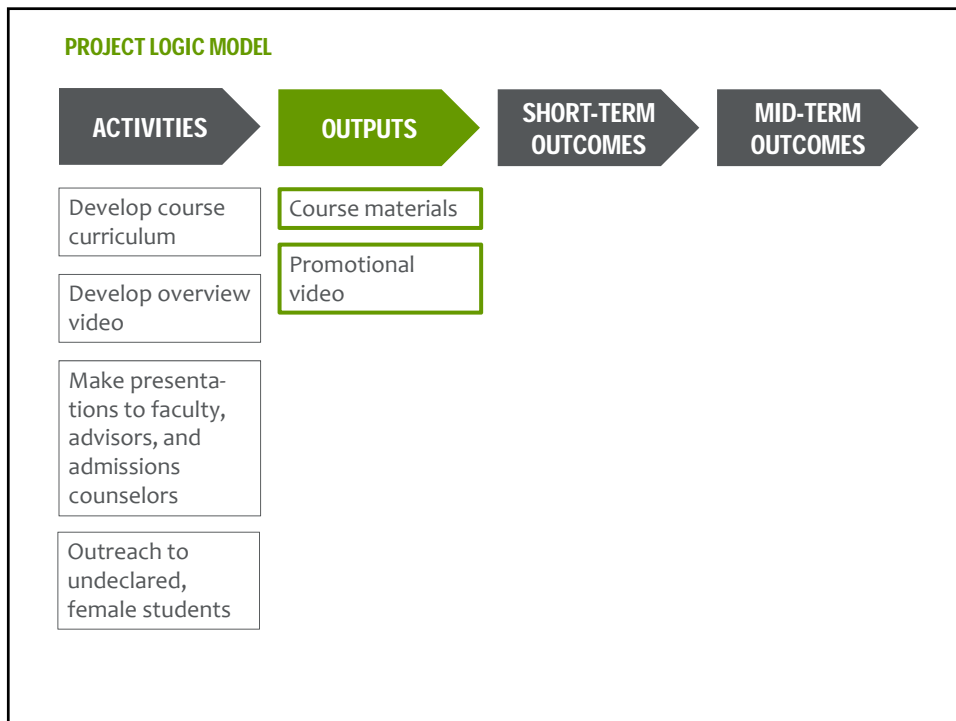 PROJECT LOGIC MODEL
ACTIVITIES
OUTPUTS
SHORT-TERM
OUTCOMES
MID-TERM
OUTCOMES
Develop course
curriculum
Develop overview
video
Make presenta-
tions to faculty,
advisors, and
admissions
counselors
Outreach to
undeclared,
female students
Course materials
Promotional
video